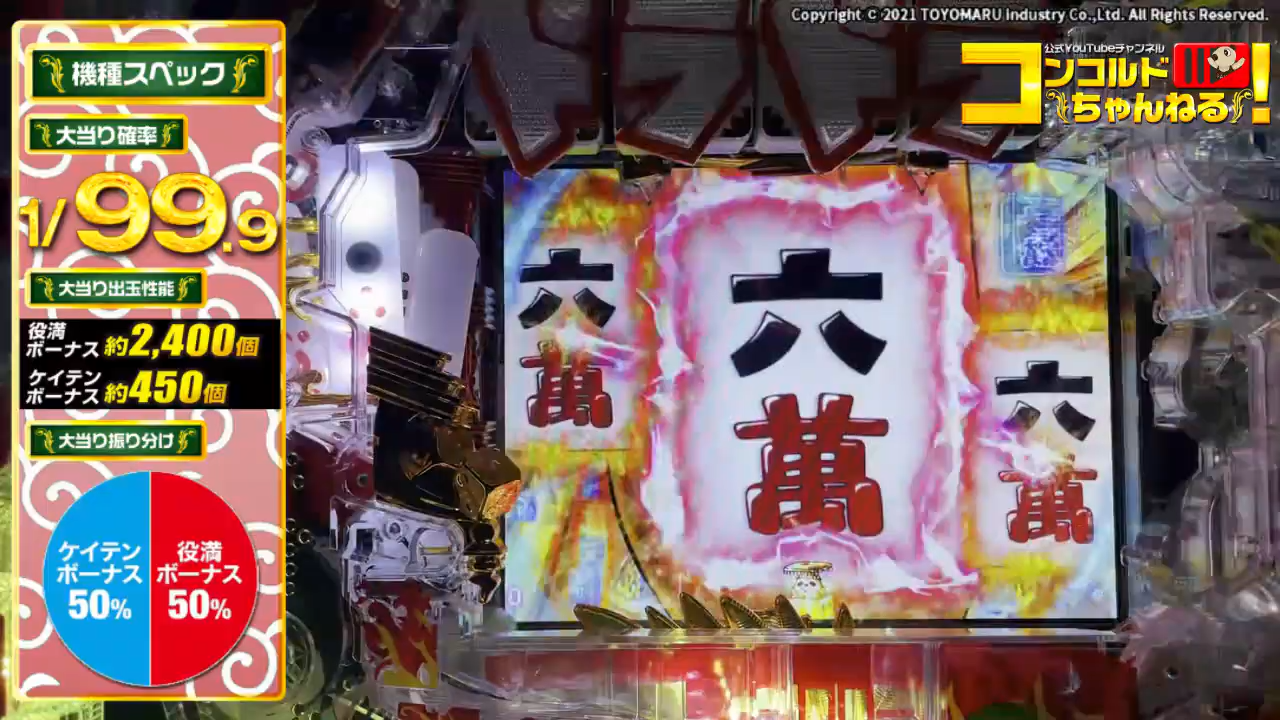 Copyright © 2021 TOYOMARU Industry Co.,Ltd. All Rights Reserved.
公式YouTubeチャンネル
コンコルドちゃんねる!
機種スペック
大当り確率
1/99.9
大当り出玉性能
役満ボーナス 約2,400個
ケイテンボーナス 約450個
大当り振り分け
ケイテン
ボーナス
50%
役満
ボーナス
50%
六萬
六萬
六萬